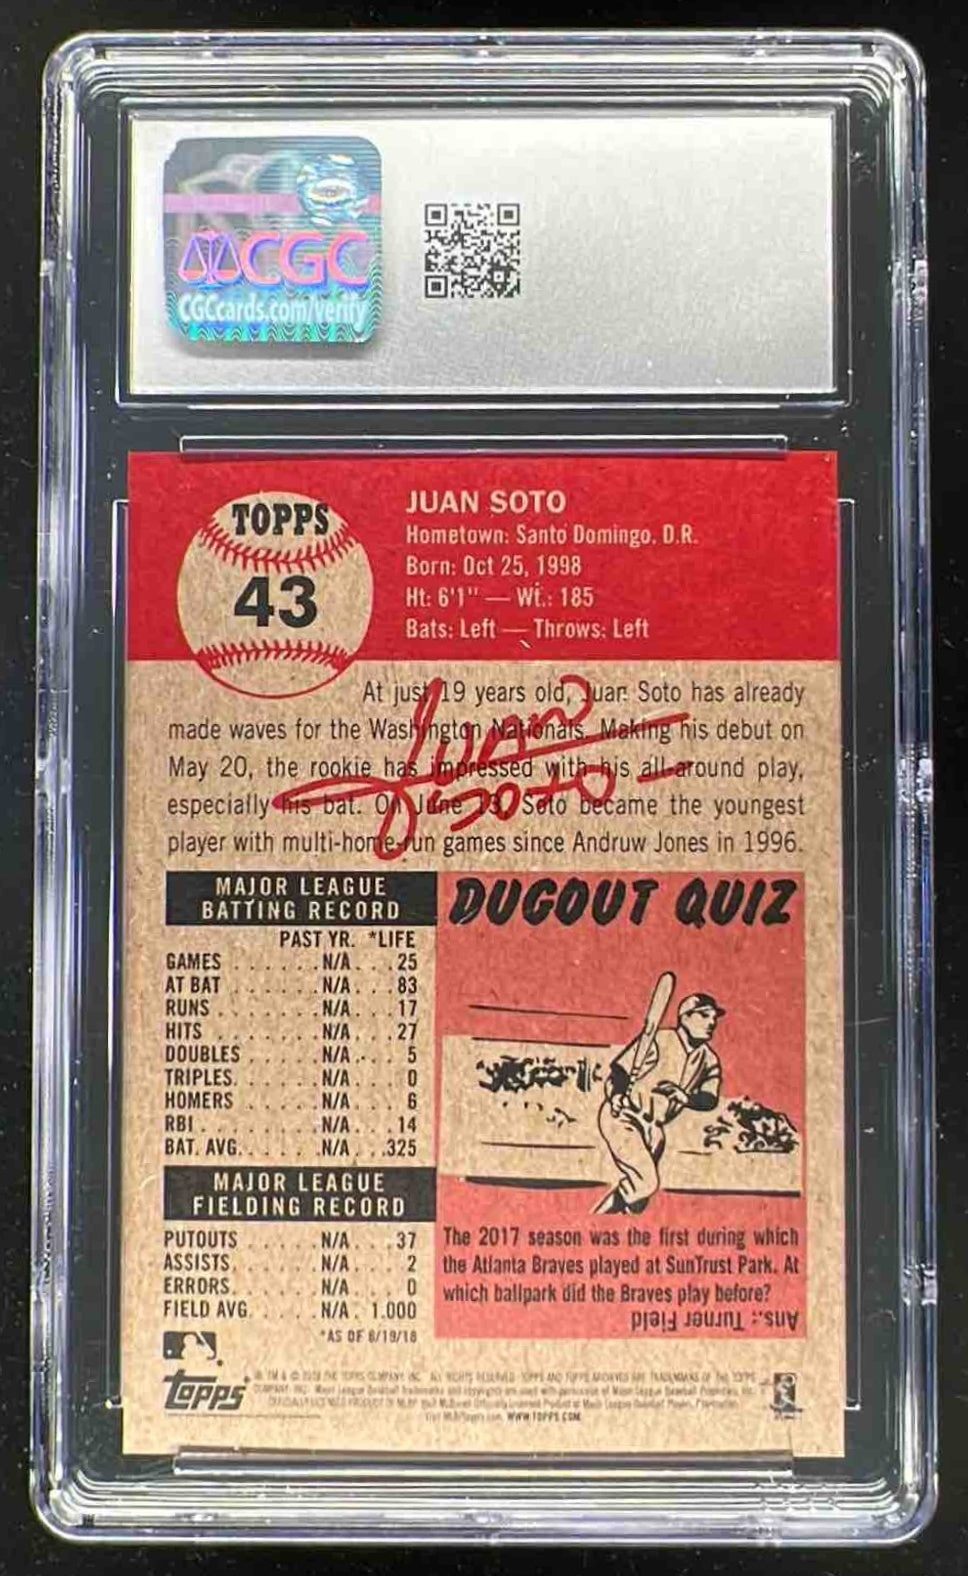 CGC
CGCcards.com/verify
TOPPS
43
JUAN SOTO
Hometown: Santo Domingo, D.R.
Born: Oct 25, 1998
Ht: 6'1" — Wt.: 185
Bats: Left — Throws: Left
At just 19 years old, Juan Soto has already
made waves for the Washington Nationals. Making his debut on
May 20, the rookie has impressed with his all-around play,
especially his bat. On June 13, Soto became the youngest
player with multi-home-run games since Andruw Jones in 1996.
Juan
Soto
MAJOR LEAGUE
BATTING RECORD
PAST YR. *LIFE
GAMES . . . . . . N/A. . . 25
AT BAT . . . . . . N/A. . . 83
RUNS . . . . . . . N/A. . . 17
HITS . . . . . . . N/A. . . 27
DOUBLES . . . . . N/A. . . 5
TRIPLES. . . . . . N/A. . . 0
HOMERS . . . . . N/A. . . 6
RBI . . . . . . . . N/A. . . 14
BAT. AVG. . . . . .N/A. . .325
MAJOR LEAGUE
FIELDING RECORD
PUTOUTS . . . . . N/A. . . 37
ASSISTS. . . . . . N/A. . . 2
ERRORS . . . . . . N/A. . . 0
FIELD AVG. . . . . N/A. 1.000
*AS OF 6/19/18
DUGOUT QUIZ
The 2017 season was the first during which
the Atlanta Braves played at SunTrust Park. At
which ballpark did the Braves play before?
Ans.: Turner Field
topps
WWW.TOPPS.COM